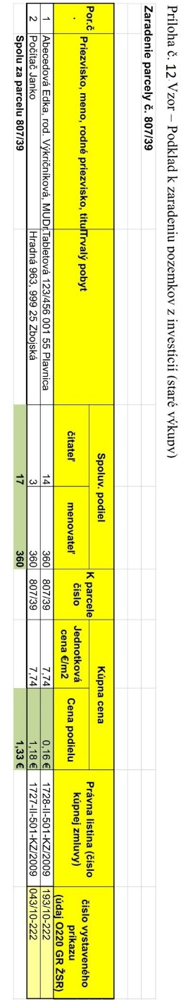 Príloha č. 12. Vzor – Podklad k zaradeniu pozemkov z investícií (staré výkupy)
Zaradenie parcely č. 807/39
Por.č. Priezvisko, meno, rodné priezvisko, titul Trvalý pobyt Spoluv. podiel K parcele číslo Kúpna cena Právna listina (číslo kúpnej zmluvy) číslo vystaveného príkazu (údaj O220 GR ŽSR)
čitateľ menovateľ Jednotková cena €/m2 Cena podielu
1 Abecedová Edka, rod. Výkričníková, MUDr. Tabletová 123/456 001 55 Plavnica 14 360 807/39 7,74 0,16 € 1728-II-501-KZ/2009 193/10-222
2 Počítač Janko Hradná 963, 999 25 Zbojská 3 360 807/39 7,74 1,18 € 1727-II-501-KZ/2009 043/10-222
Spolu za parcelu 807/39 17 360 1,33 €